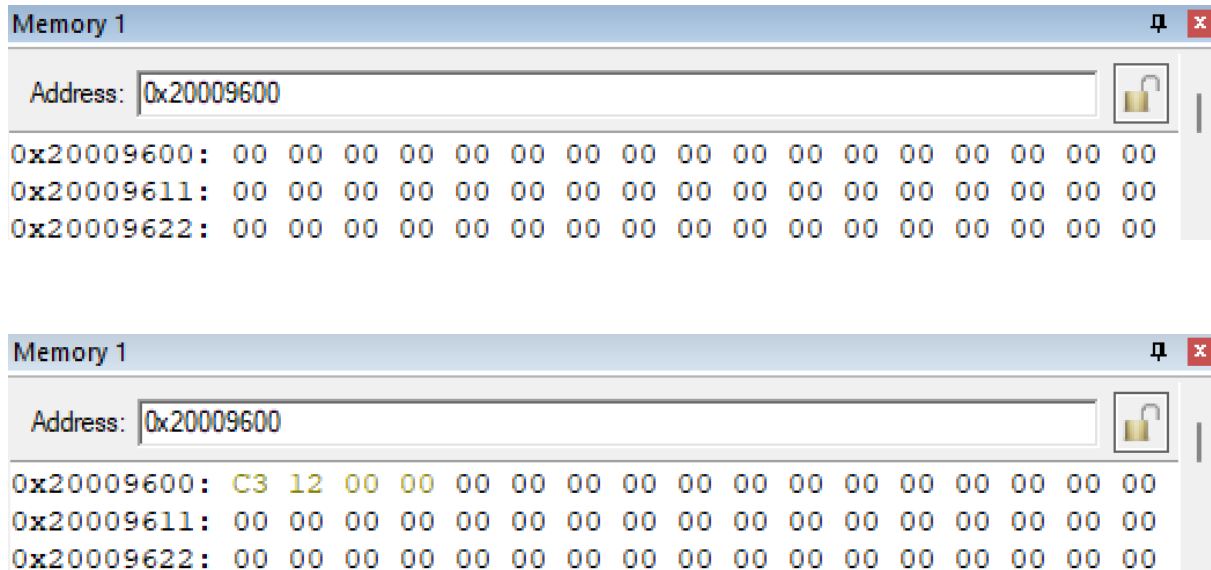 Memory 1
Address: 0x20009600
0x20009600: 00 00 00 00 00 00 00 00 00 00 00 00 00 00 00 00 00
0x20009611: 00 00 00 00 00 00 00 00 00 00 00 00 00 00 00 00 00
0x20009622: 00 00 00 00 00 00 00 00 00 00 00 00 00 00 00 00 00
Memory 1
Address: 0x20009600
0x20009600: C3 12 00 00 00 00 00 00 00 00 00 00 00 00 00 00 00
0x20009611: 00 00 00 00 00 00 00 00 00 00 00 00 00 00 00 00 00
0x20009622: 00 00 00 00 00 00 00 00 00 00 00 00 00 00 00 00 00